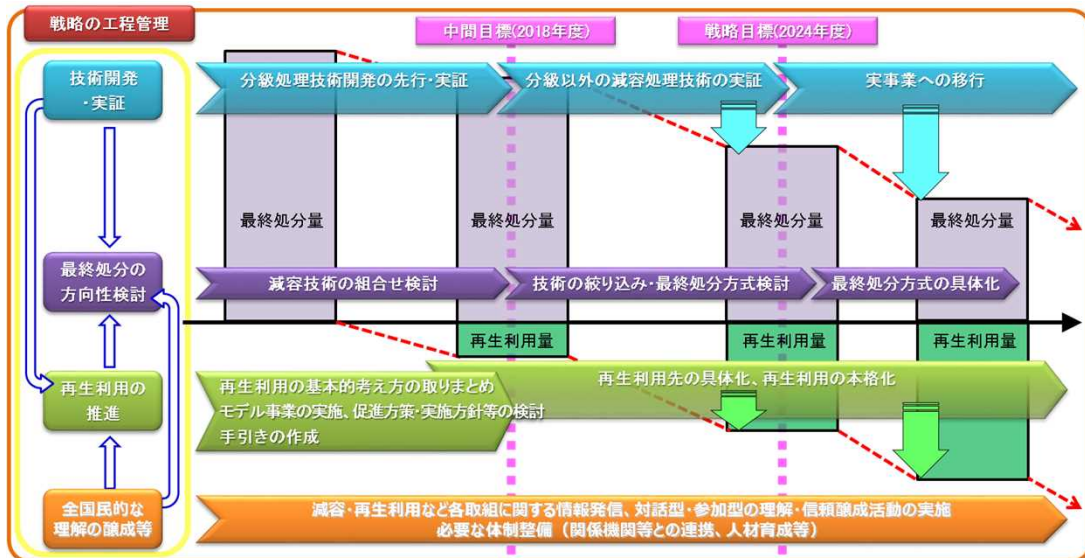 戦略の工程管理
中間目標(2018年度)
戦略目標(2024年度)
技術開発
・実証
分級処理技術開発の先行・実証
分級以外の減容処理技術の実証
実事業への移行
最終処分量
最終処分量
最終処分量
最終処分量
最終処分の
方向性検討
減容技術の組合せ検討
技術の絞り込み・最終処分方式検討
最終処分方式の具体化
再生利用量
再生利用量
再生利用量
再生利用の
推進
再生利用の基本的考え方の取りまとめ
モデル事業の実施、促進方策・実施方針等の検討
手引きの作成
再生利用先の具体化、再生利用の本格化
全国民的な
理解の醸成等
減容・再生利用など各取組に関する情報発信、対話型・参加型の理解・信頼醸成活動の実施
必要な体制整備（関係機関等との連携、人材育成等）